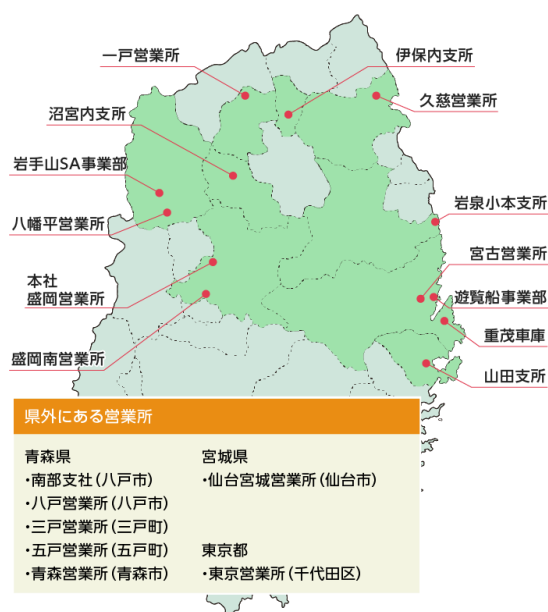 一戸営業所
伊保内支所
久慈営業所
沼宮内支所
岩手山SA事業部
八幡平営業所
岩泉小本支所
宮古営業所
本社
盛岡営業所
遊覧船事業部
重茂車庫
盛岡南営業所
山田支所
県外にある営業所
青森県
・南部支社(八戸市)
・八戸営業所(八戸市)
・三戸営業所(三戸町)
・五戸営業所(五戸町)
・青森営業所(青森市)
宮城県
・仙台宮城営業所(仙台市)
東京都
・東京営業所(千代田区)